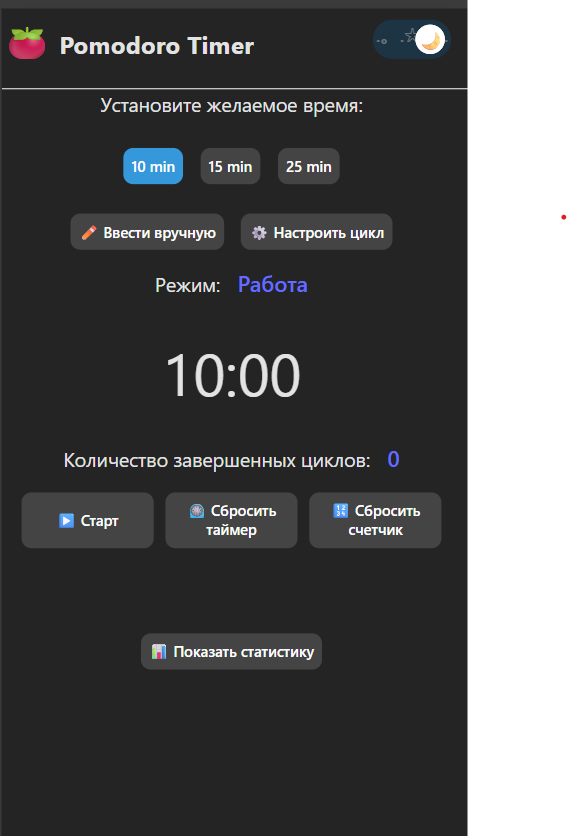 Pomodoro Timer
Установите желаемое время:
10 min 15 min 25 min
Ввести вручную Настроить цикл
Режим: Работа
10:00
Количество завершенных циклов: 0
Старт
Сбросить таймер
Сбросить счетчик
Показать статистику